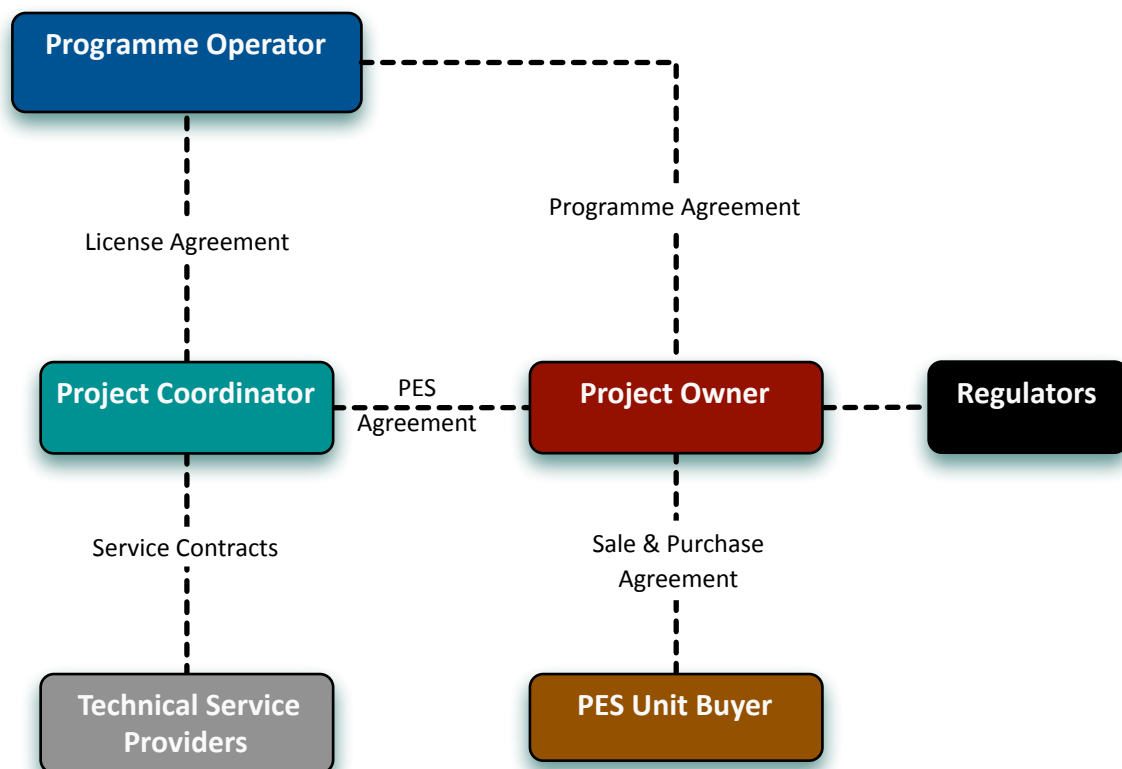 Programme Operator
Programme Agreement
License Agreement
Project Coordinator
PES
Agreement
Project Owner
Regulators
Service Contracts
Sale & Purchase
Agreement
Technical Service
Providers
PES Unit Buyer